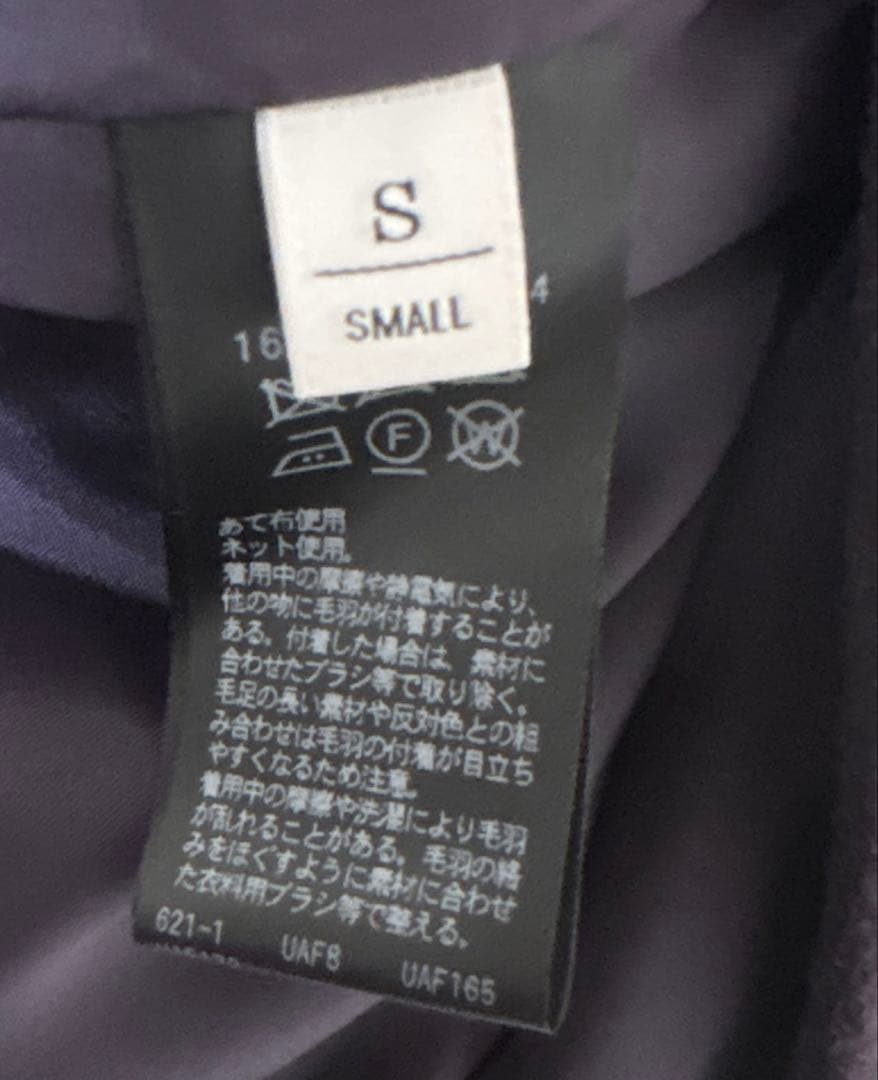 S
SMALL
16
4
F
W
あて布使用
ネット使用。
着用中の摩擦や静電気により、
他の物に毛羽が付着することが
ある。付着した場合は、素材に
合わせたブラシ等で取り除く。
毛足の長い素材や反対色との組
み合わせは毛羽の付着が目立ち
やすくなるため注意。
着用中の摩擦や洗濯により毛羽
が乱れることがある。毛羽の絡
みをほぐすように素材に合わせ
た衣料用ブラシ等で整える。
621-1 UAF8 UAF165